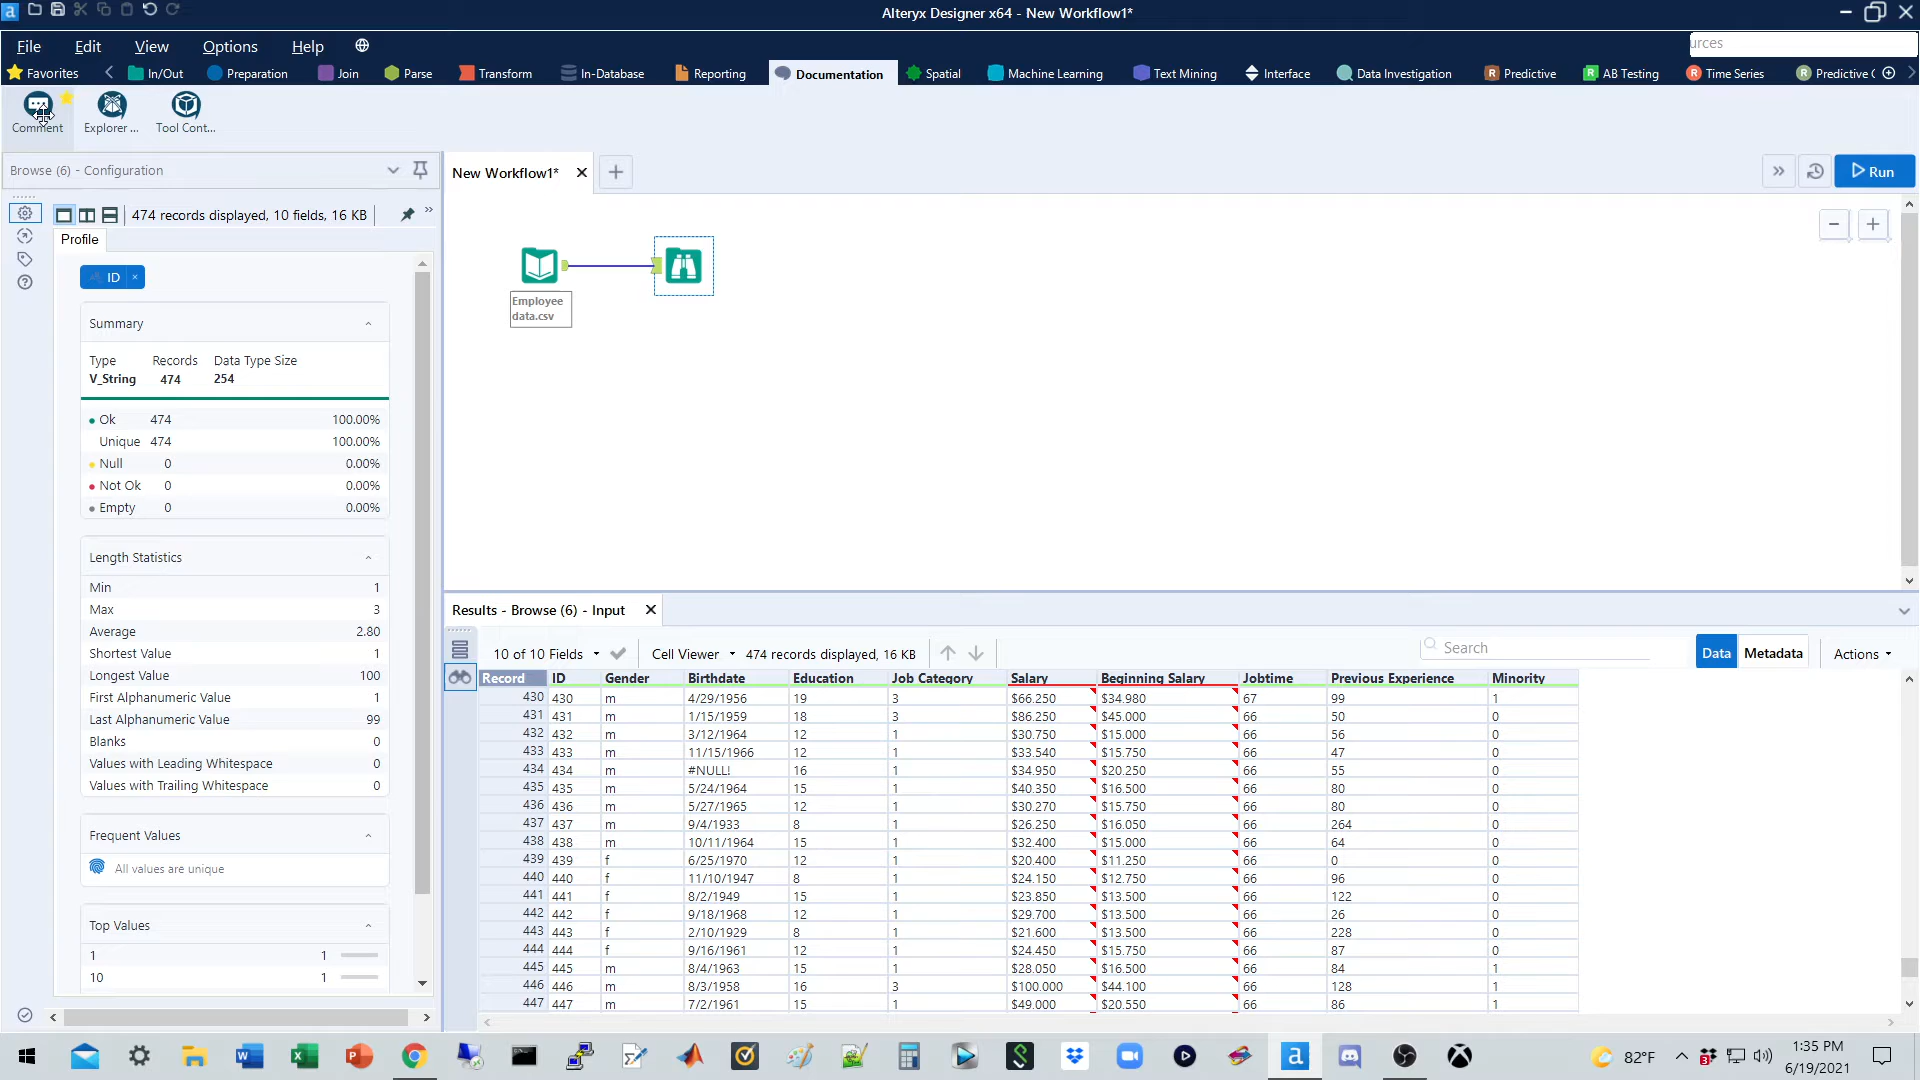 Alteryx Designer x64 - New Workflow1*
File Edit View Options Help
urces
Favorites In/Out Preparation Join Parse Transform In-Database Reporting Documentation Spatial Machine Learning Text Mining Interface Data Investigation Predictive AB Testing Time Series Predictive
Comment Explorer ... Tool Cont...
Browse (6) - Configuration
474 records displayed, 10 fields, 16 KB
Profile
ID
Summary
Type Records Data Type Size
V_String 474 254
Ok 474 100.00%
Unique 474 100.00%
Null 0 0.00%
Not Ok 0 0.00%
Empty 0 0.00%
Length Statistics
Min 1
Max 3
Average 2.80
Shortest Value 1
Longest Value 100
First Alphanumeric Value 1
Last Alphanumeric Value 99
Blanks 0
Values with Leading Whitespace 0
Values with Trailing Whitespace 0
Frequent Values
All values are unique
Top Values
1 1
10 1
New Workflow1*
Run
Employee
data.csv
Results - Browse (6) - Input
10 of 10 Fields Cell Viewer 474 records displayed, 16 KB Search Data Metadata Actions
Record ID Gender Birthdate Education Job Category Salary Beginning Salary Jobtime Previous Experience Minority
430 430 m 4/29/1956 19 3 $66.250 $34.980 67 99 1
431 431 m 1/15/1959 18 3 $86.250 $45.000 66 50 0
432 432 m 3/12/1964 12 1 $30.750 $15.000 66 56 0
433 433 m 11/15/1966 12 1 $33.540 $15.750 66 47 0
434 434 m #NULL! 16 1 $34.950 $20.250 66 55 0
435 435 m 5/24/1964 15 1 $40.350 $16.500 66 80 0
436 436 m 5/27/1965 12 1 $30.270 $15.750 66 80 0
437 437 m 9/4/1933 8 1 $26.250 $16.050 66 264 0
438 438 m 10/11/1964 15 1 $32.400 $15.000 66 64 0
439 439 f 6/25/1970 12 1 $20.400 $11.250 66 0 0
440 440 f 11/10/1947 8 1 $24.150 $12.750 66 96 0
441 441 f 8/2/1949 15 1 $23.850 $13.500 66 122 0
442 442 f 9/18/1968 12 1 $29.700 $13.500 66 26 0
443 443 f 2/10/1929 8 1 $21.600 $13.500 66 228 0
444 444 f 9/16/1961 12 1 $24.450 $15.750 66 87 0
445 445 m 8/4/1963 15 1 $28.050 $16.500 66 84 1
446 446 m 8/3/1958 16 3 $100.000 $44.100 66 128 1
447 447 m 7/2/1961 15 1 $49.000 $20.550 66 86 1
82°F
1:35 PM
6/19/2021